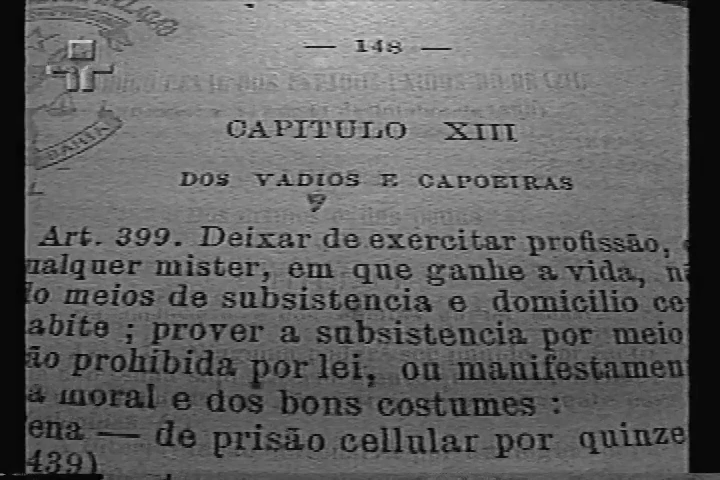 — 148 —
BAHIA
CAPITULO XIII
DOS VADIOS E CAPOEIRAS
Art. 399. Deixar de exercitar profissão,
ualquer mister, em que ganhe a vida, n
do meios de subsistencia e domicilio ce
abite; prover a subsistencia por meio
ão prohibida por lei, ou manifestamen
a moral e dos bons costumes:
ena — de prisão cellular por quinze
439)